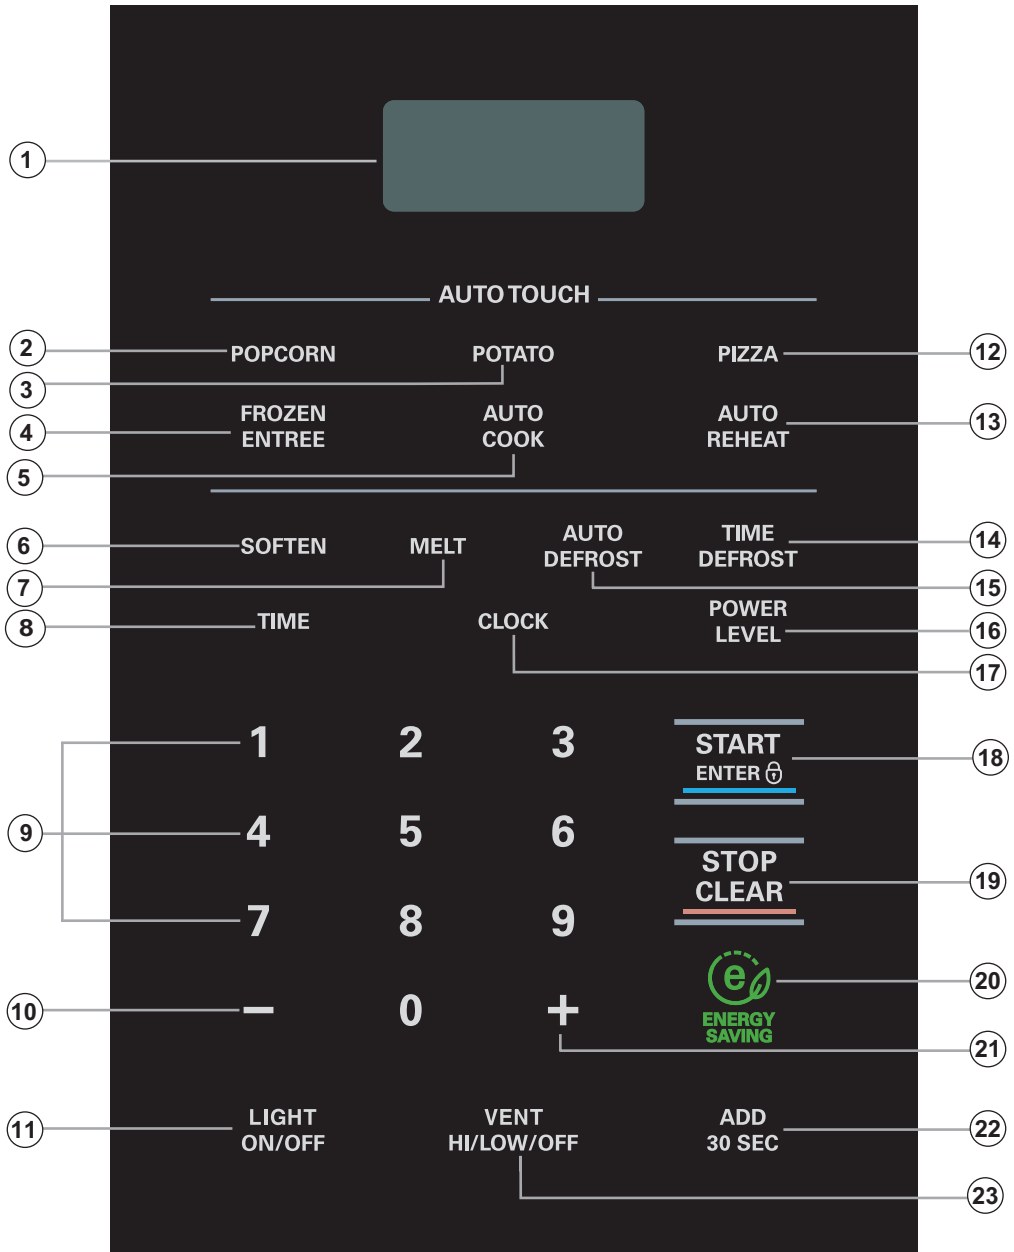 1
AUTO TOUCH
2
POPCORN
POTATO
PIZZA
12
3
4
FROZEN
ENTREE
AUTO
COOK
AUTO
REHEAT
13
5
6
SOFTEN
MELT
AUTO
DEFROST
TIME
DEFROST
14
7
15
8
TIME
CLOCK
POWER
LEVEL
16
17
1
2
3
START
ENTER
18
9
4
5
6
STOP
CLEAR
19
7
8
9
e
ENERGY
SAVING
20
10
–
0
+
21
11
LIGHT
ON/OFF
VENT
HI/LOW/OFF
ADD
30 SEC
22
23